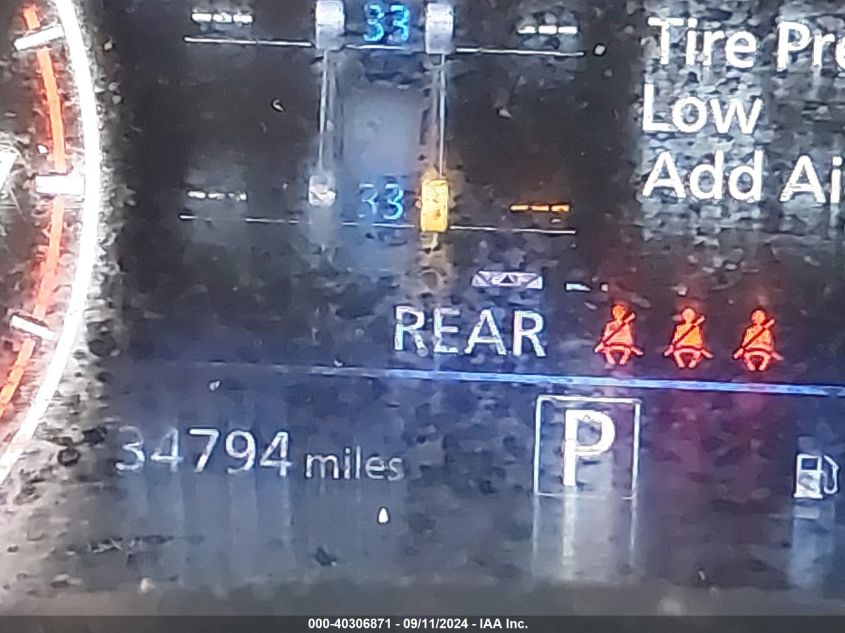 33
Tire Pre
Low
Add Ai
33
REAR
34794 miles
P
000-40306871 - 09/11/2024 - IAA Inc.